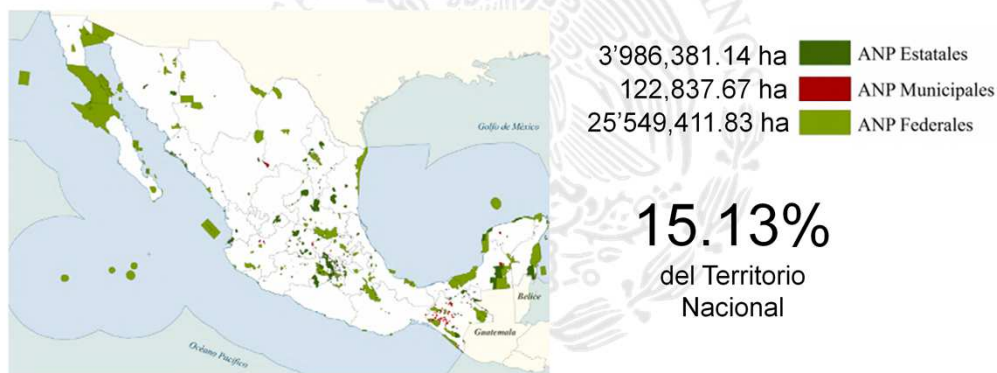 3'986,381.14 ha ANP Estatales
122,837.67 ha ANP Municipales
25'549,411.83 ha ANP Federales
Golfo de México
15.13%
del Territorio
Nacional
Belice
Guatemala
Océano Pacífico